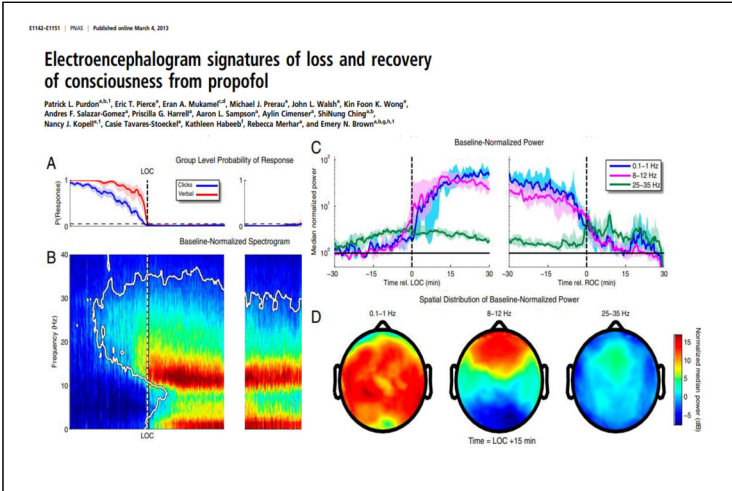 E1142–E1151 | PNAS | Published online March 4, 2013
Electroencephalogram signatures of loss and recovery
of consciousness from propofol
Patrick L. Purdon a,b,1, Eric T. Pierce a, Eran A. Mukamel c,d, Michael J. Prerau a, John L. Walsh a, Kin Foon K. Wong a,
Andres F. Salazar-Gomez a, Priscilla G. Harrell a, Aaron L. Sampson a, Aylin Cimenser a, ShiNung Ching a,b,
Nancy J. Kopell e,1, Casie Tavares-Stoeckel a, Kathleen Habeeb f, Rebecca Merhar a, and Emery N. Brown a,b,g,h,1
A
LOC
Group Level Probability of Response
P(Response)
1
0
Clicks
Verbal
1
0
Baseline-Normalized Spectrogram
B
Frequency (Hz)
40
30
20
10
0
LOC
C
Baseline-Normalized Power
Median normalized power
10²
10¹
10⁰
0.1–1 Hz
8–12 Hz
25–35 Hz
−30 −15 0 15 30
Time rel. LOC (min)
−30 −15 0 15 30
Time rel. ROC (min)
D
Spatial Distribution of Baseline-Normalized Power
0.1–1 Hz
8–12 Hz
25–35 Hz
15
10
5
0
−5
Normalized median power (dB)
Time = LOC +15 min